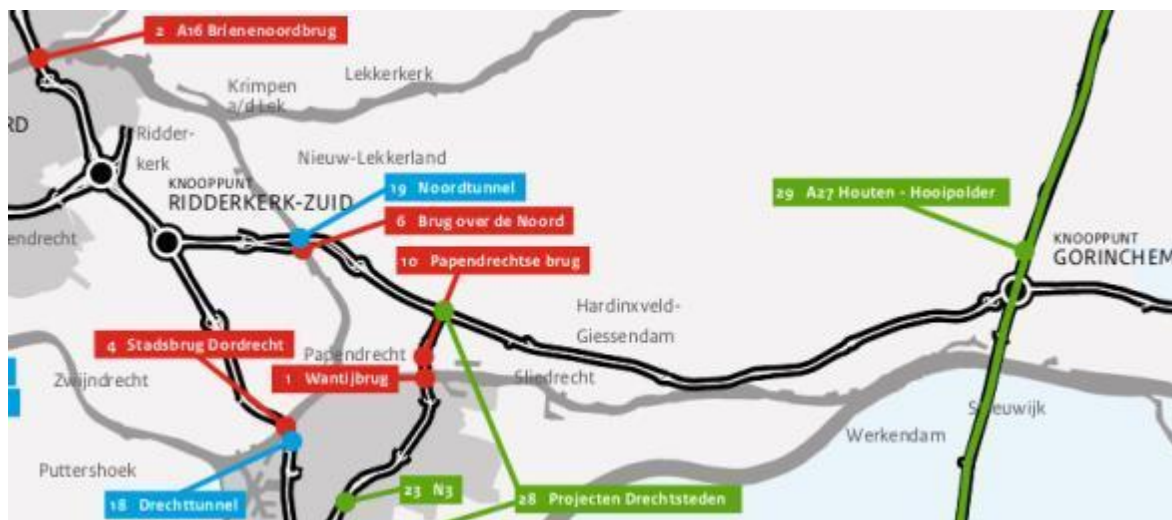 2 A16 Brienenoordbrug
Lekkerkerk
Krimpen
a/d Lek
RD
Ridder-
kerk
Nieuw-Lekkerland
KNOOPPUNT
RIDDERKERK-ZUID
19 Noordtunnel
29 A27 Houten - Hooipolder
6 Brug over de Noord
endrecht
KNOOPPUNT
GORINCHEM
10 Papendrechtse brug
Hardinxveld-
Giessendam
4 Stadsbrug Dordrecht
Papendrecht
Zwijndrecht
1 Wantijbrug
Sliedrecht
Sleeuwijk
Werkendam
Puttershoek
18 Drechttunnel
23 N3
28 Projecten Drechtsteden